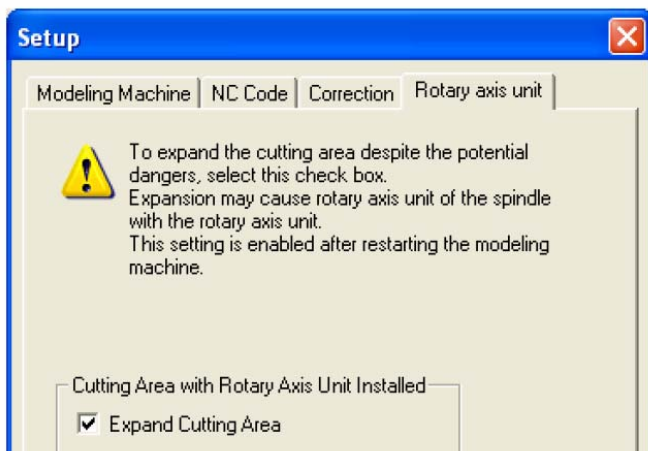 Setup
Modeling Machine NC Code Correction Rotary axis unit
To expand the cutting area despite the potential
dangers, select this check box.
Expansion may cause rotary axis unit of the spindle
with the rotary axis unit.
This setting is enabled after restarting the modeling
machine.
Cutting Area with Rotary Axis Unit Installed
Expand Cutting Area